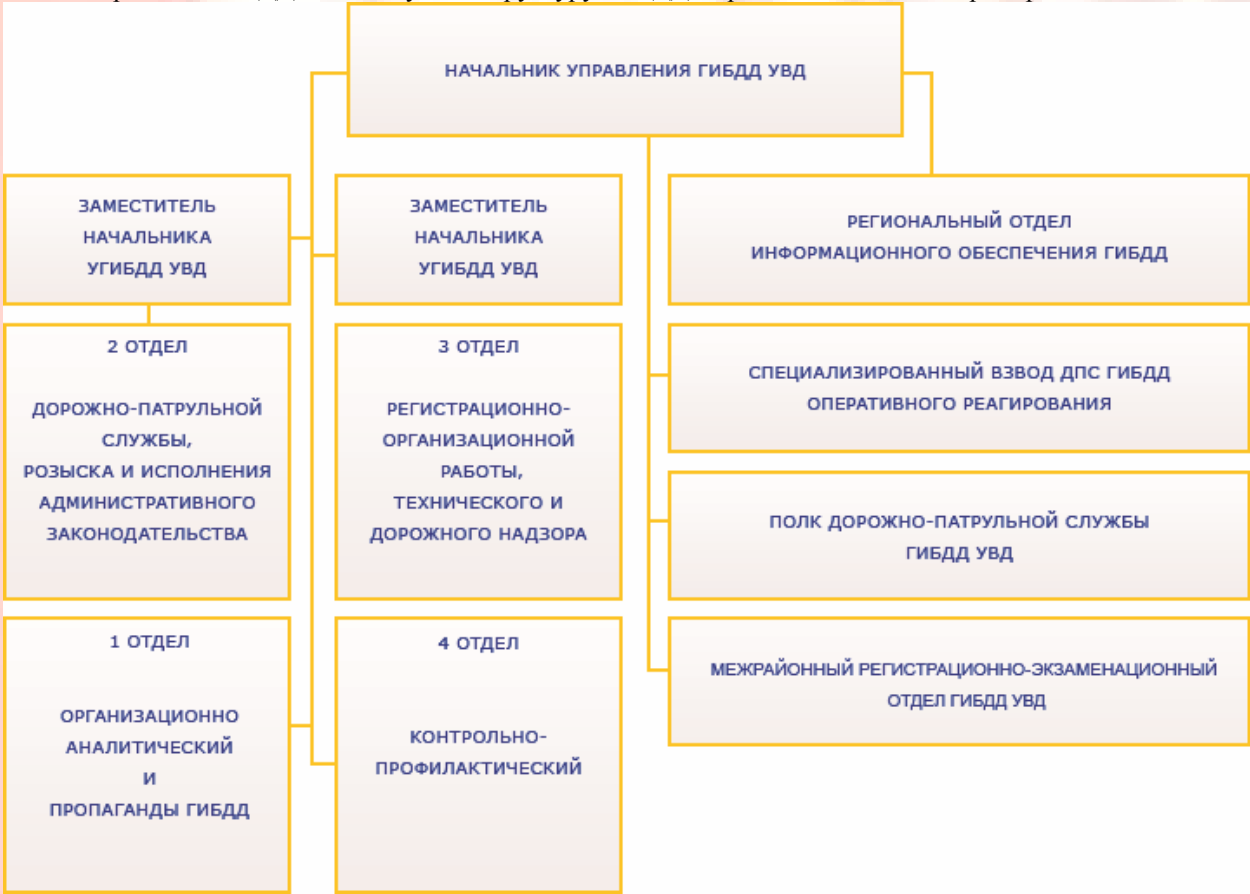 НАЧАЛЬНИК УПРАВЛЕНИЯ ГИБДД УВД
ЗАМЕСТИТЕЛЬ
НАЧАЛЬНИКА
УГИБДД УВД
ЗАМЕСТИТЕЛЬ
НАЧАЛЬНИКА
УГИБДД УВД
РЕГИОНАЛЬНЫЙ ОТДЕЛ
ИНФОРМАЦИОННОГО ОБЕСПЕЧЕНИЯ ГИБДД
2 ОТДЕЛ
ДОРОЖНО-ПАТРУЛЬНОЙ
СЛУЖБЫ,
РОЗЫСКА И ИСПОЛНЕНИЯ
АДМИНИСТРАТИВНОГО
ЗАКОНОДАТЕЛЬСТВА
3 ОТДЕЛ
РЕГИСТРАЦИОННО-
ОРГАНИЗАЦИОННОЙ
РАБОТЫ,
ТЕХНИЧЕСКОГО И
ДОРОЖНОГО НАДЗОРА
СПЕЦИАЛИЗИРОВАННЫЙ ВЗВОД ДПС ГИБДД
ОПЕРАТИВНОГО РЕАГИРОВАНИЯ
ПОЛК ДОРОЖНО-ПАТРУЛЬНОЙ СЛУЖБЫ
ГИБДД УВД
1 ОТДЕЛ
ОРГАНИЗАЦИОННО
АНАЛИТИЧЕСКИЙ
И
ПРОПАГАНДЫ ГИБДД
4 ОТДЕЛ
КОНТРОЛЬНО-
ПРОФИЛАКТИЧЕСКИЙ
МЕЖРАЙОННЫЙ РЕГИСТРАЦИОННО-ЭКЗАМЕНАЦИОННЫЙ
ОТДЕЛ ГИБДД УВД